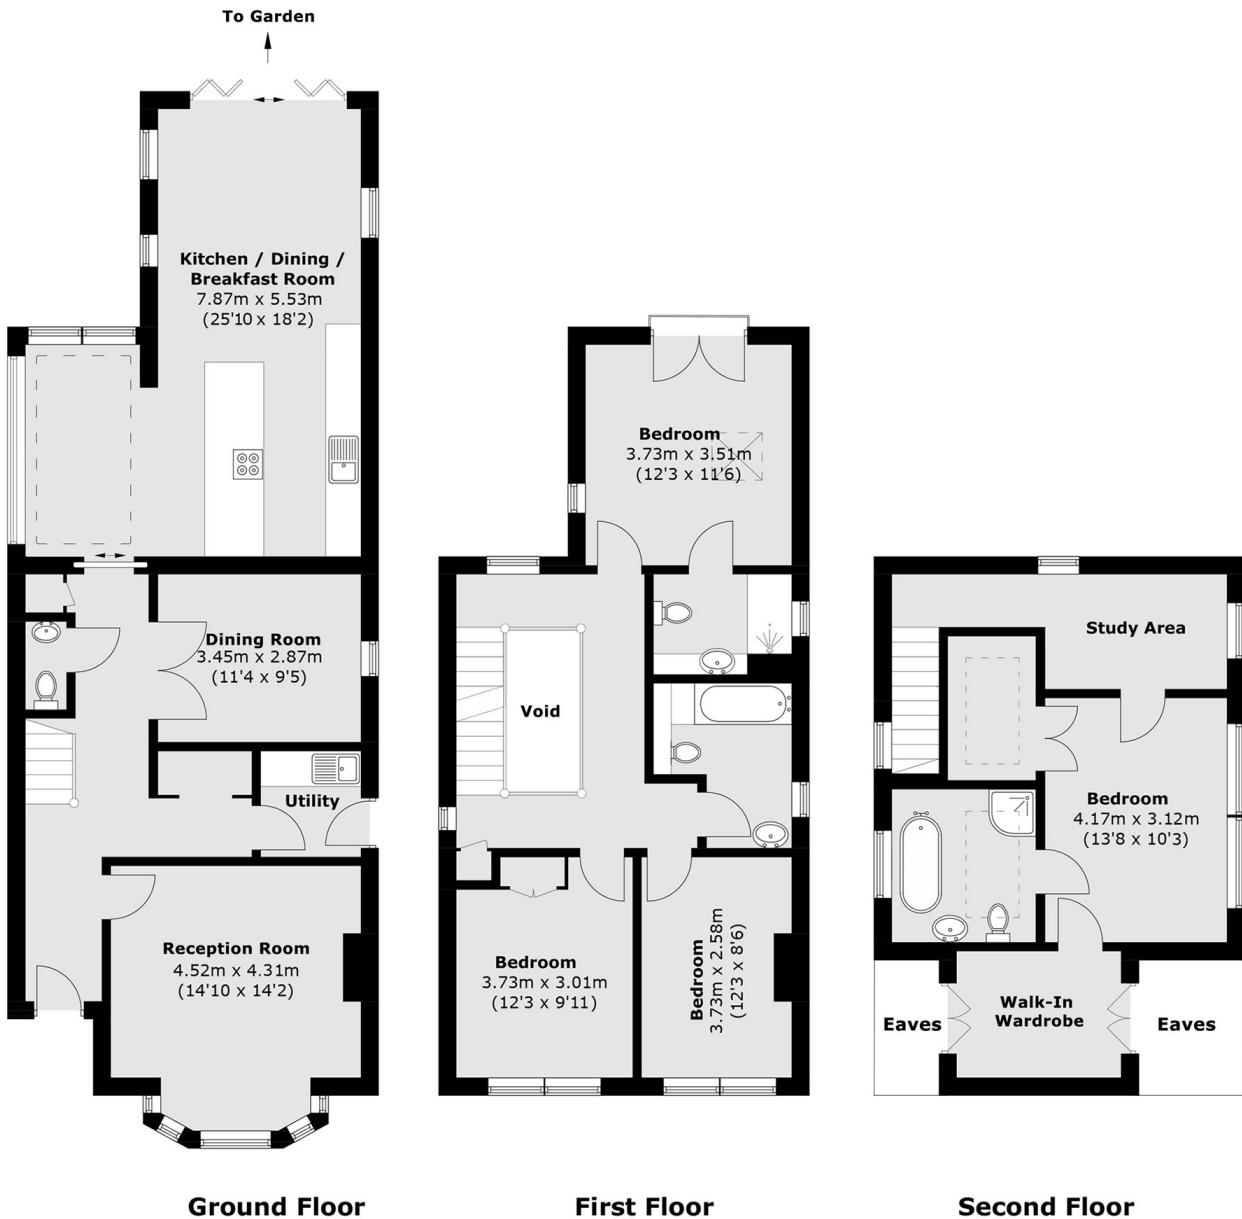 To Garden
Kitchen / Dining /
Breakfast Room
7.87m x 5.53m
(25'10 x 18'2)
Dining Room
3.45m x 2.87m
(11'4 x 9'5)
Utility
Reception Room
4.52m x 4.31m
(14'10 x 14'2)
Ground Floor
Bedroom
3.73m x 3.51m
(12'3 x 11'6)
Void
Bedroom
3.73m x 3.01m
(12'3 x 9'11)
Bedroom
3.73m x 2.58m
(12'3 x 8'6)
First Floor
Study Area
Bedroom
4.17m x 3.12m
(13'8 x 10'3)
Eaves
Walk-In
Wardrobe
Eaves
Second Floor